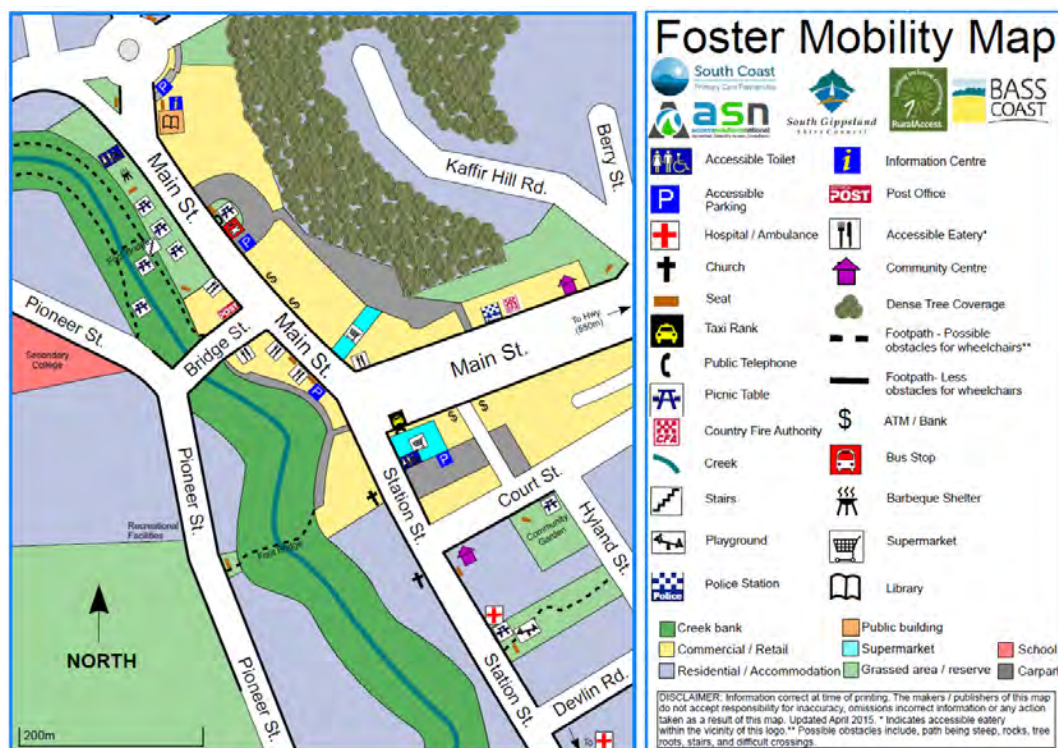 Foster Mobility Map
South Coast
Primary Care Partnership
asn
South Gippsland
Shire Council
RuralAccess
BASS
COAST
Accessible Toilet
Information Centre
P
Accessible
Parking
POST
Post Office
Hospital / Ambulance
Accessible Eatery*
Church
Community Centre
Seat
Dense Tree Coverage
Taxi Rank
Footpath - Possible
obstacles for wheelchairs**
Public Telephone
Footpath- Less
obstacles for wheelchairs
Picnic Table
$
ATM / Bank
CFA
Country Fire Authority
Bus Stop
Creek
Barbeque Shelter
Stairs
Supermarket
Playground
Library
Police
Police Station
Creek bank
Public building
Commercial / Retail
Supermarket
School
Residential / Accommodation
Grassed area / reserve
Carpart
DISCLAIMER: Information correct at time of printing. The makers / publishers of this map
do not accept responsibility for inaccuracy, omissions incorrect information or any action
taken as a result of this map. Updated April 2015. * Indicates accessible eatery
within the vicinity of this logo.** Possible obstacles include, path being steep, rocks, tree
roots, stairs, and difficult crossings.
Main St.
Kaffir Hill Rd.
Berry St.
P
P
POST
Pioneer St.
Bridge St.
Main St.
To Hwy.
(550m)
Main St.
Secondary
College
P
P
Pioneer St.
Station St.
Court St.
Hyland St.
Community
Garden
Recreational
Facilities
Foot Bridge
NORTH
Pioneer St.
Station St.
Devlin Rd.
To
200m